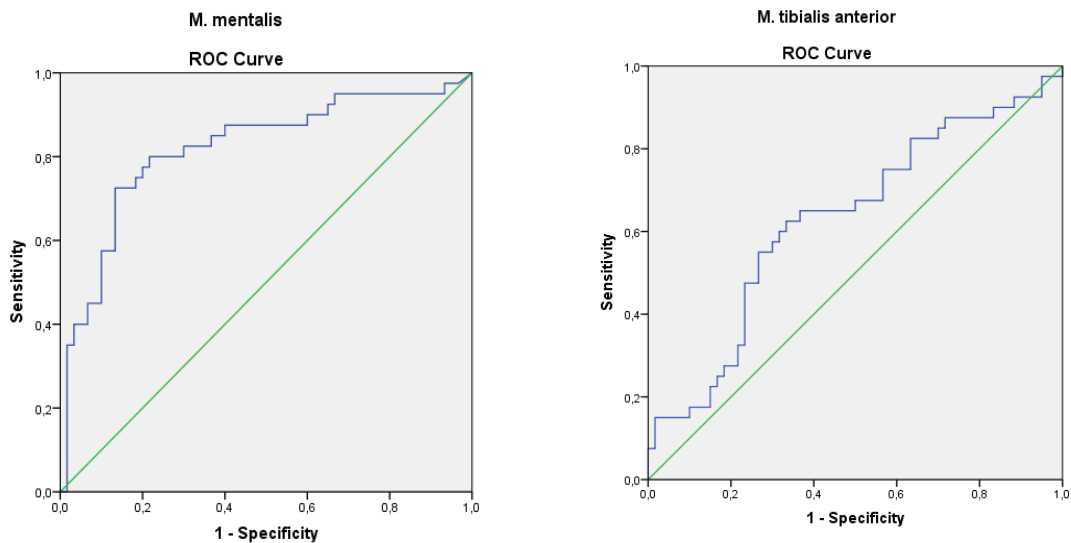 M. mentalis
ROC Curve
1,0
0,8
0,6
0,4
0,2
0,0
Sensitivity
0,0 0,2 0,4 0,6 0,8 1,0
1 - Specificity
M. tibialis anterior
ROC Curve
1,0
0,8
0,6
0,4
0,2
0,0
Sensitivity
0,0 0,2 0,4 0,6 0,8 1,0
1 - Specificity